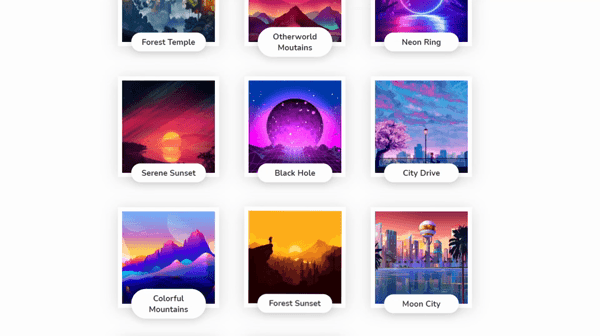 Forest Temple
Otherworld
Moutains
Neon Ring
Serene Sunset
Black Hole
City Drive
Colorful
Mountains
Forest Sunset
Moon City